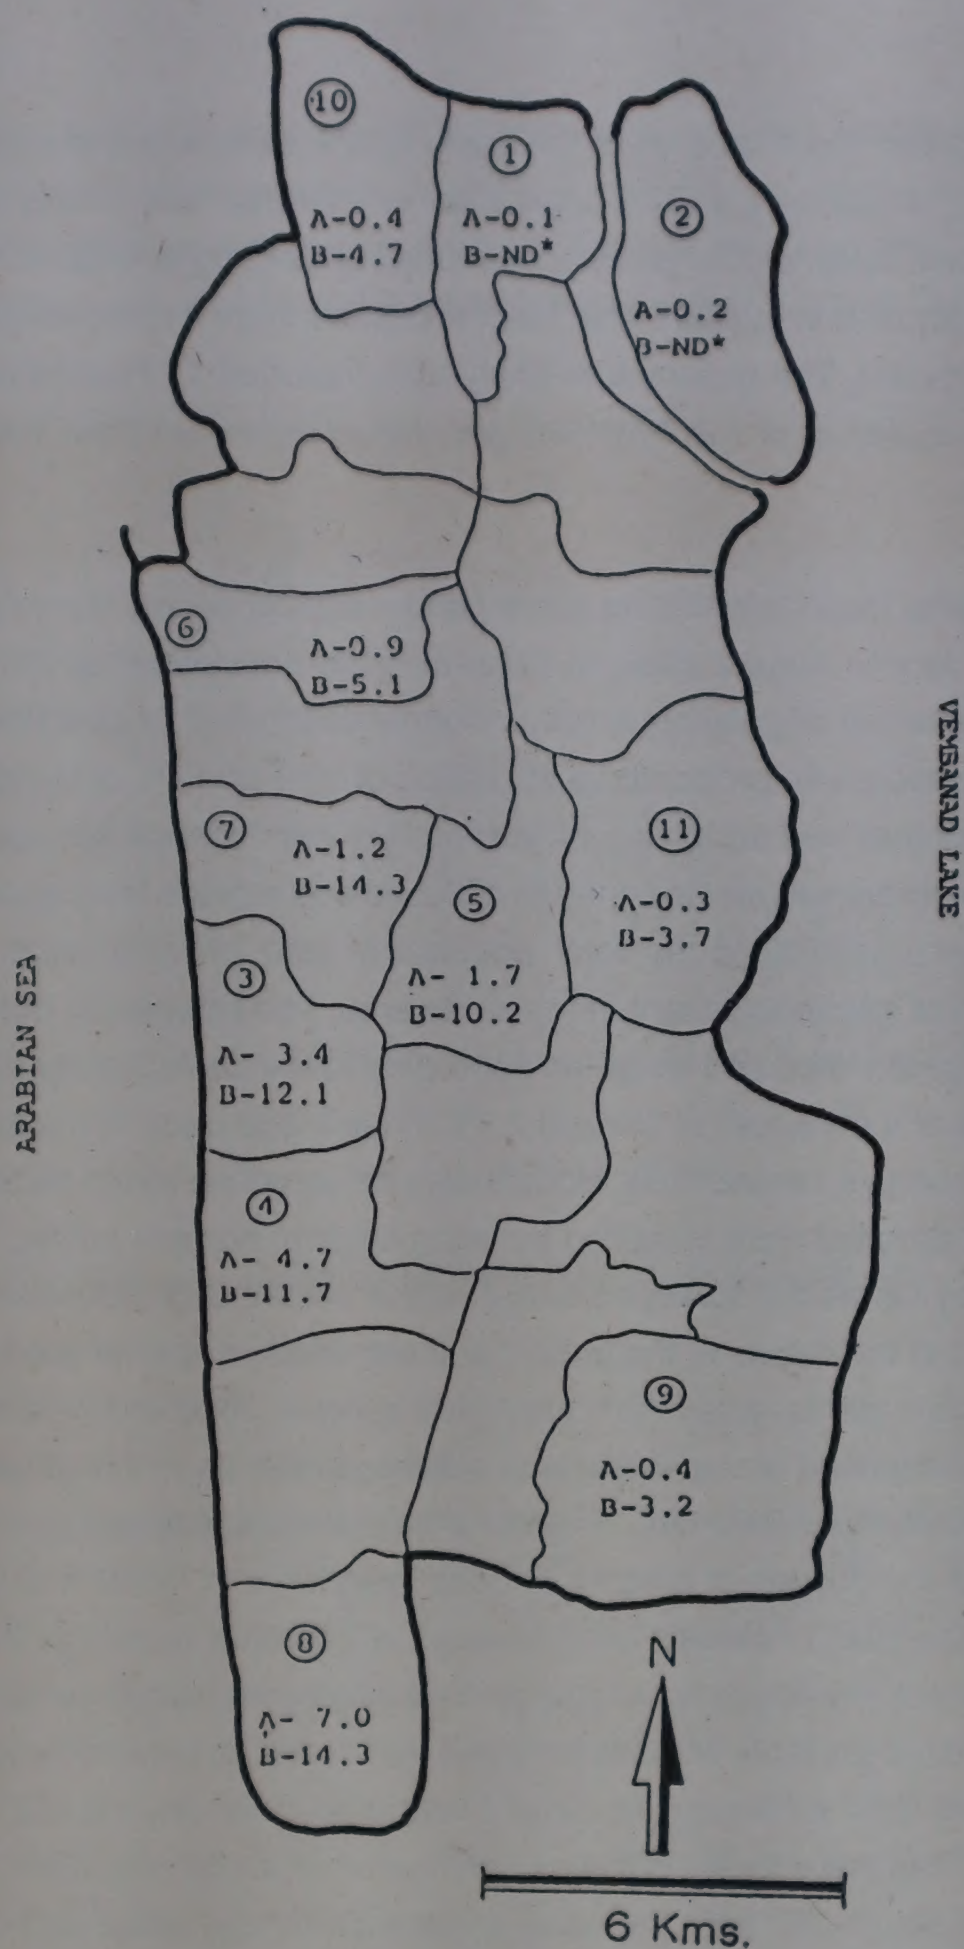 10
A-0.4
B-4.7
1
A-0.1
B-ND*
2
A-0.2
B-ND*
6
A-0.9
B-5.1
7
A-1.2
B-14.3
5
A- 1.7
B-10.2
11
A-0.3
B-3.7
3
A- 3.4
B-12.1
4
A- 4.7
B-11.7
9
A-0.4
B-3.2
8
A- 7.0
B-14.3
ARABIAN SEA
VEMBANAD LAKE
N
6 Kms.